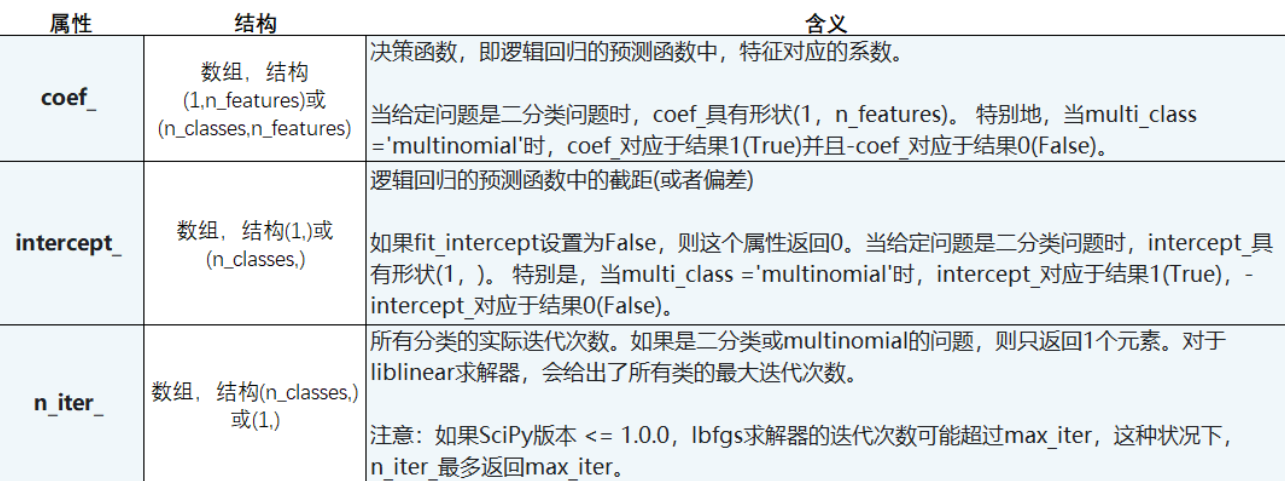 属性 结构 含义
coef_
数组，结构
(1,n_features)或
(n_classes,n_features)
决策函数，即逻辑回归的预测函数中，特征对应的系数。
当给定问题是二分类问题时，coef_具有形状(1，n_features)。 特别地，当multi_class
='multinomial'时，coef_对应于结果1(True)并且-coef_对应于结果0(False)。
intercept_
数组，结构(1,)或
(n_classes,)
逻辑回归的预测函数中的截距(或者偏差)
如果fit_intercept设置为False，则这个属性返回0。当给定问题是二分类问题时，intercept_具
有形状(1，)。 特别是，当multi_class ='multinomial'时，intercept_对应于结果1(True)，-
intercept_对应于结果0(False)。
n_iter_
数组，结构(n_classes,)
或(1,)
所有分类的实际迭代次数。如果是二分类或multinomial的问题，则只返回1个元素。对于
liblinear求解器，会给出了所有类的最大迭代次数。
注意：如果SciPy版本 <= 1.0.0，lbfgs求解器的迭代次数可能超过max_iter，这种状况下，
n_iter_最多返回max_iter。